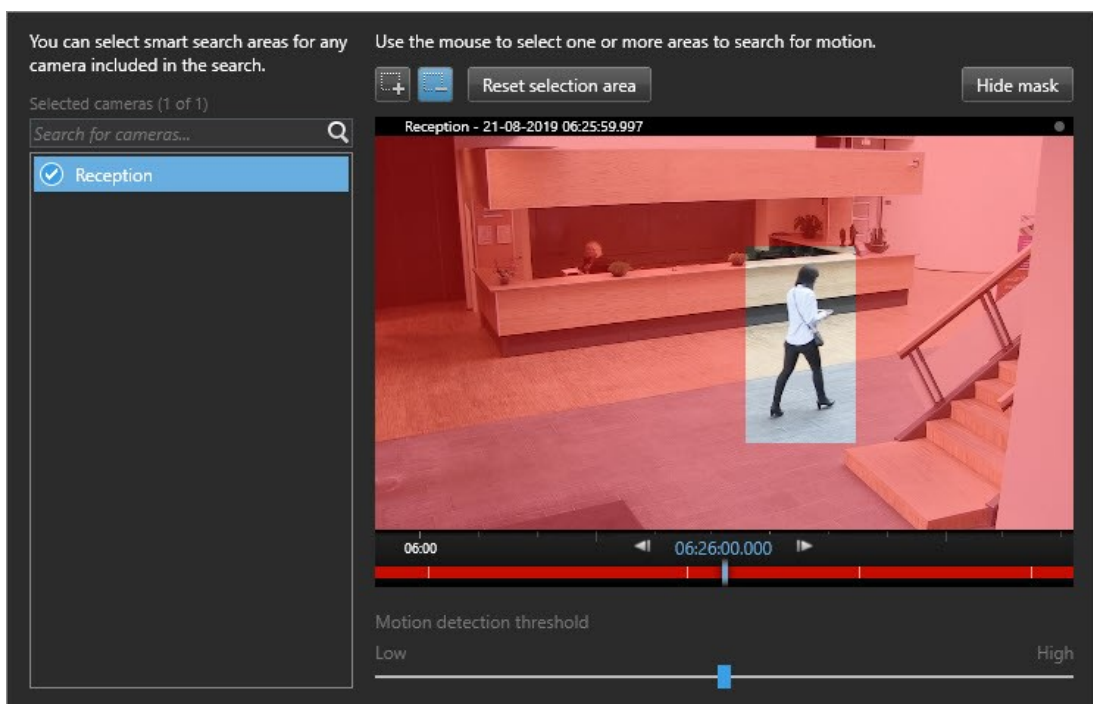 You can select smart search areas for any
camera included in the search.
Selected cameras (1 of 1)
Search for cameras...
Reception
Use the mouse to select one or more areas to search for motion.
Reset selection area
Hide mask
Reception - 21-08-2019 06:25:59.997
06:00
06:26:00.000
Motion detection threshold
Low
High